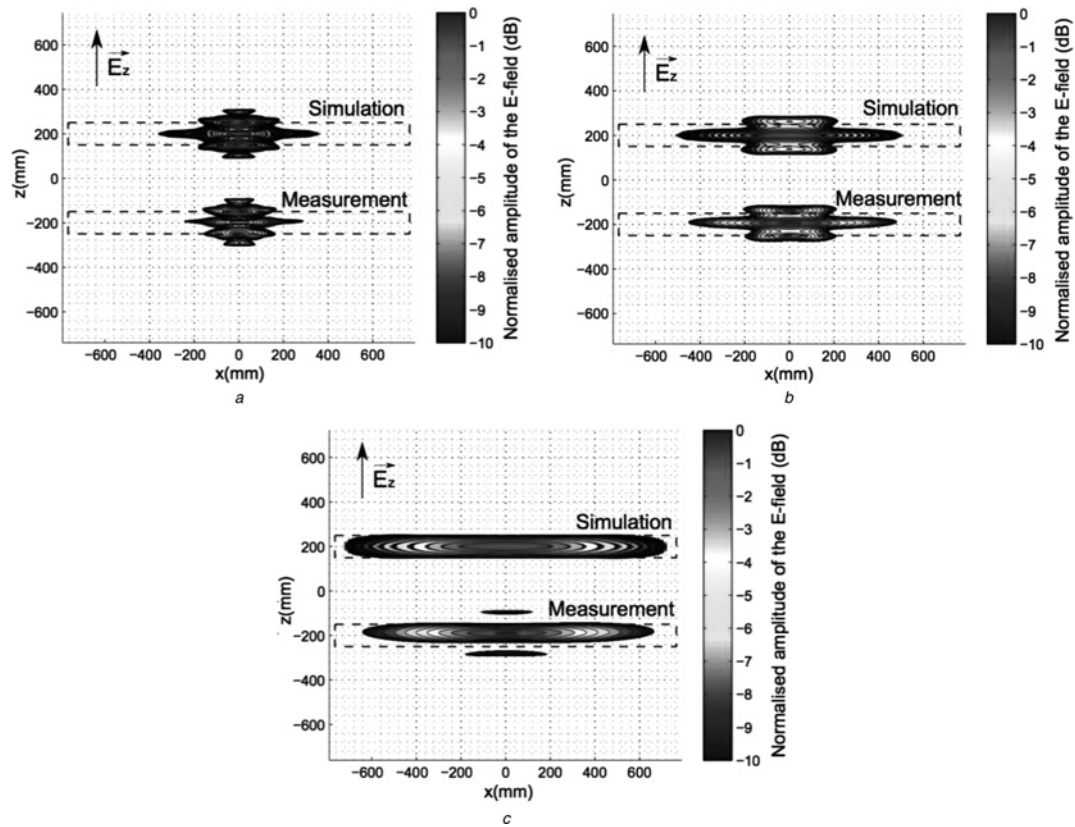 600
400
200
0
−200
−400
−600
z(mm)
−600 −400 −200 0 200 400 600
x(mm)
Ez
Simulation
Measurement
0
−1
−2
−3
−4
−5
−6
−7
−8
−9
−10
Normalised amplitude of the E-field (dB)
a
600
400
200
0
−200
−400
−600
z(mm)
−600 −400 −200 0 200 400 600
x(mm)
Ez
Simulation
Measurement
0
−1
−2
−3
−4
−5
−6
−7
−8
−9
−10
Normalised amplitude of the E-field (dB)
b
600
400
200
0
−200
−400
−600
z(mm)
−600 −400 −200 0 200 400 600
x(mm)
Ez
Simulation
Measurement
0
−1
−2
−3
−4
−5
−6
−7
−8
−9
−10
Normalised amplitude of the E-field (dB)
c